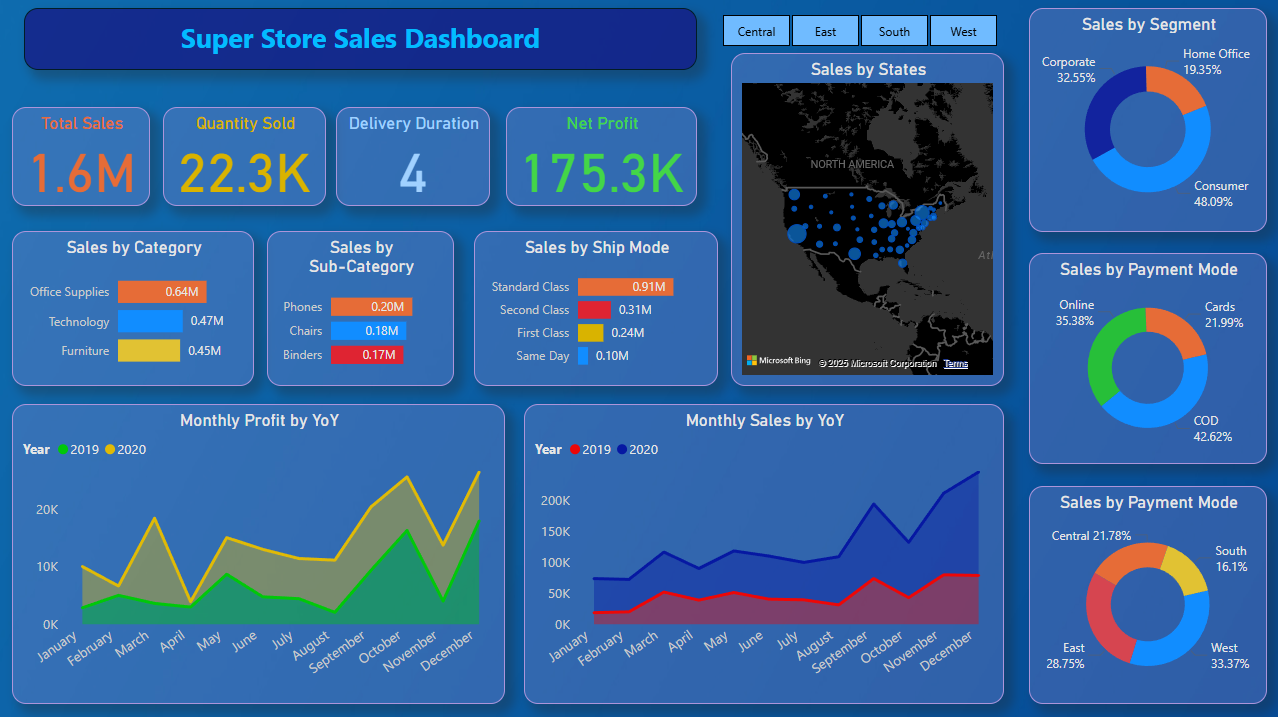 Super Store Sales Dashboard
Central
East
South
West
Total Sales
1.6M
Quantity Sold
22.3K
Delivery Duration
4
Net Profit
175.3K
Sales by Category
Office Supplies 0.64M
Technology 0.47M
Furniture 0.45M
Sales by
Sub-Category
Phones 0.20M
Chairs 0.18M
Binders 0.17M
Sales by Ship Mode
Standard Class 0.91M
Second Class 0.31M
First Class 0.24M
Same Day 0.10M
Sales by States
NORTH AMERICA
Microsoft Bing
© 2025 Microsoft Corporation Terms
Sales by Segment
Home Office
19.35%
Corporate
32.55%
Consumer
48.09%
Sales by Payment Mode
Online
35.38%
Cards
21.99%
COD
42.62%
Monthly Profit by YoY
Year 2019 2020
20K
10K
0K
January
February
March
April
May
June
July
August
September
October
November
December
Monthly Sales by YoY
Year 2019 2020
200K
150K
100K
50K
0K
January
February
March
April
May
June
July
August
September
October
November
December
Sales by Payment Mode
Central 21.78%
South
16.1%
East
28.75%
West
33.37%